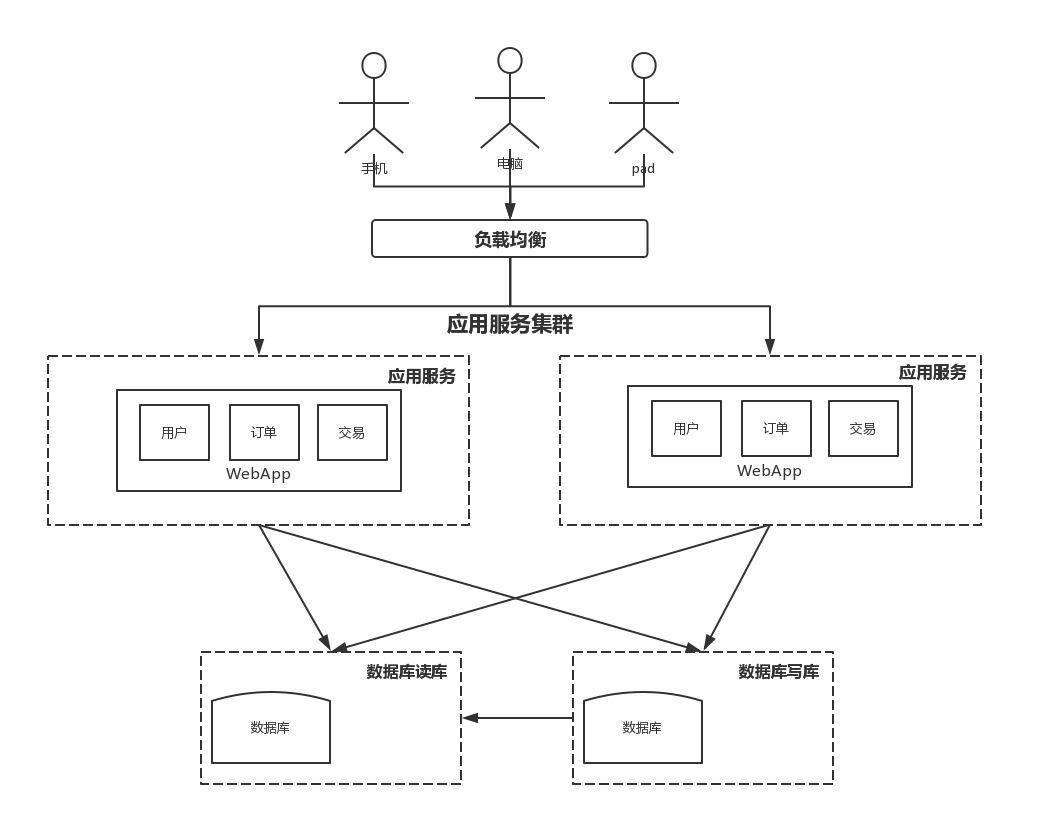 手机
电脑
pad
负载均衡
应用服务集群
应用服务
用户
订单
交易
WebApp
应用服务
用户
订单
交易
WebApp
数据库读库
数据库
数据库写库
数据库